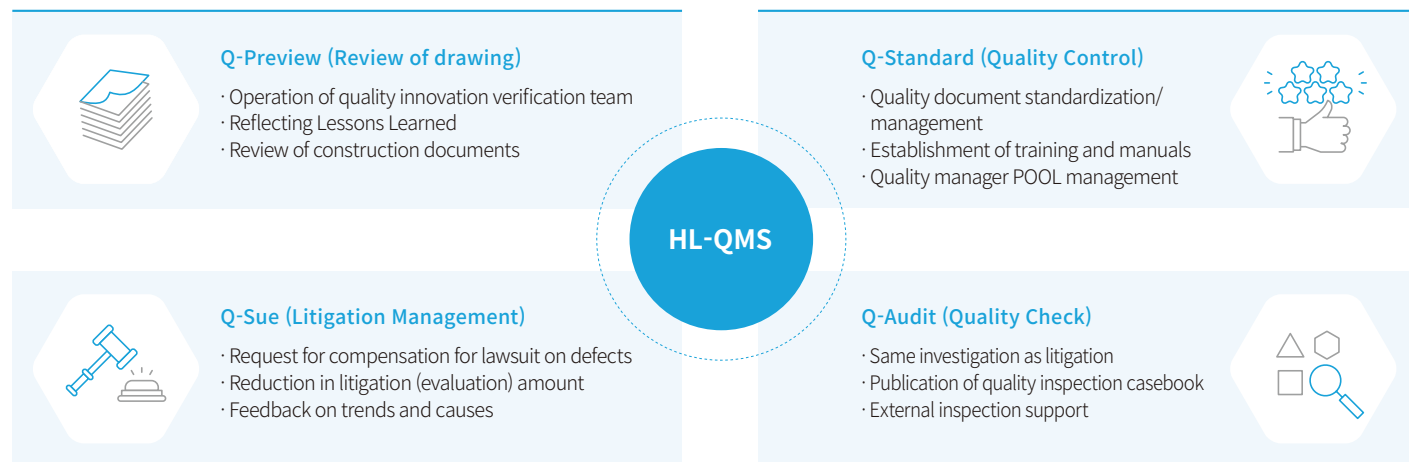 Q-Preview (Review of drawing)
· Operation of quality innovation verification team
· Reflecting Lessons Learned
· Review of construction documents
Q-Standard (Quality Control)
· Quality document standardization/
management
· Establishment of training and manuals
· Quality manager POOL management
HL-QMS
Q-Sue (Litigation Management)
· Request for compensation for lawsuit on defects
· Reduction in litigation (evaluation) amount
· Feedback on trends and causes
Q-Audit (Quality Check)
· Same investigation as litigation
· Publication of quality inspection casebook
· External inspection support